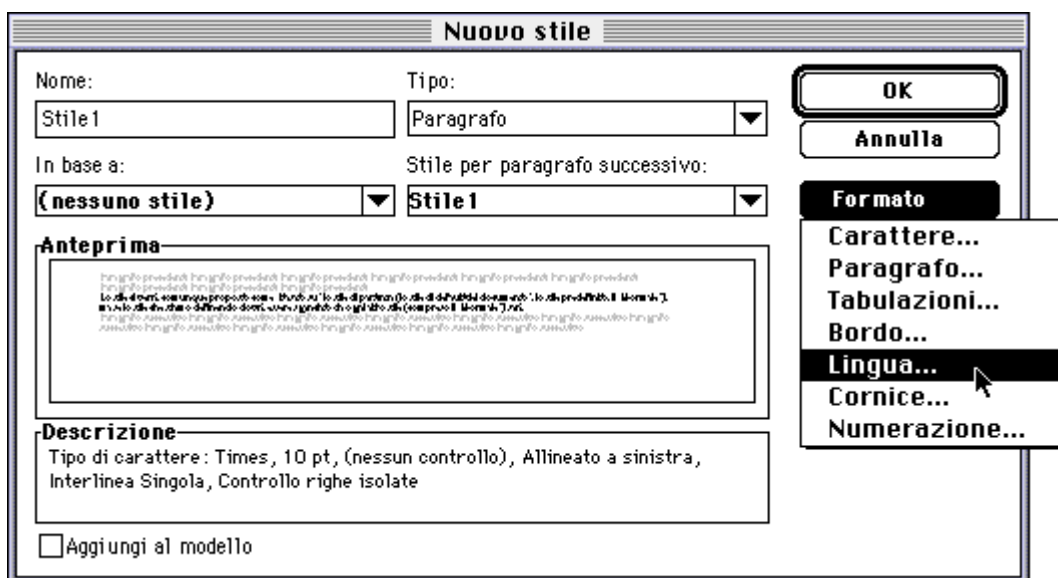 Nuovo stile
Nome:
Tipo:
OK
Stile1
Paragrafo
Annulla
In base a:
Stile per paragrafo successivo:
(nessuno stile)
Stile1
Formato
Carattere...
Paragrafo...
Tabulazioni...
Bordo...
Lingua...
Cornice...
Numerazione...
Anteprima
Descrizione
Tipo di carattere: Times, 10 pt, (nessun controllo), Allineato a sinistra,
Interlinea Singola, Controllo righe isolate
Aggiungi al modello